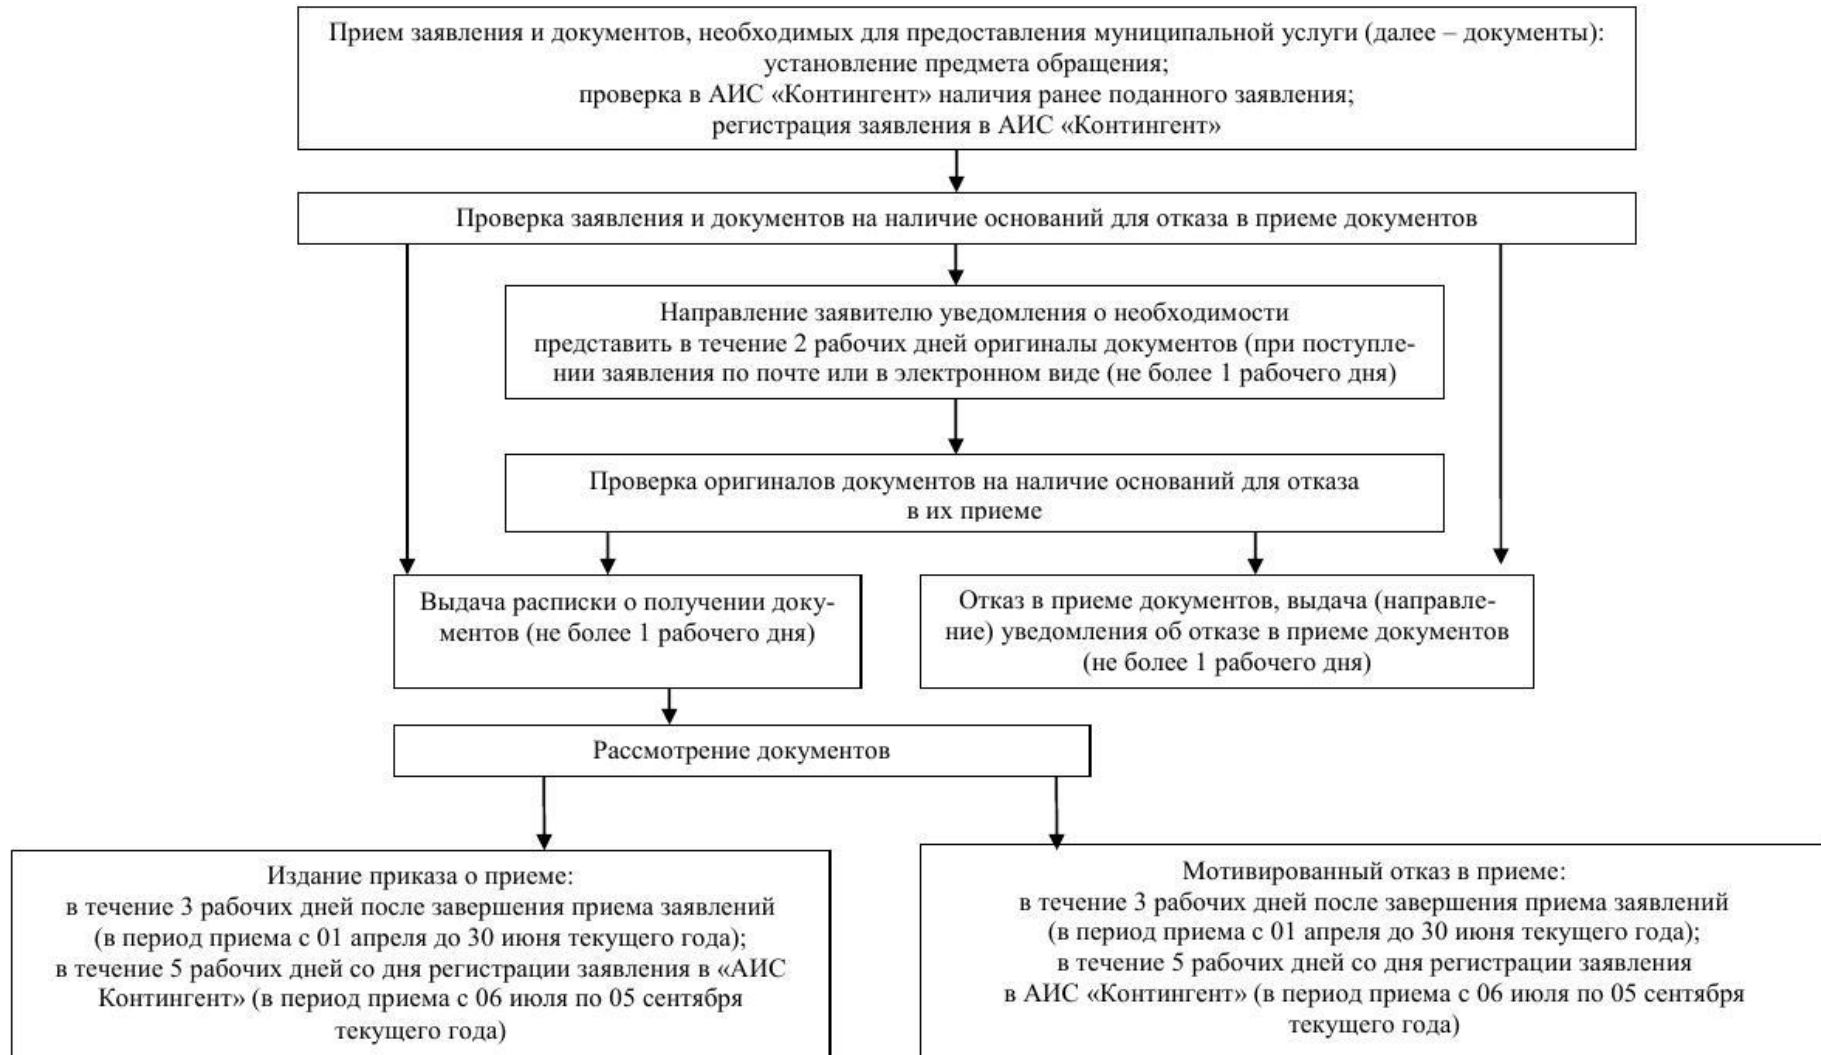 Прием заявления и документов, необходимых для предоставления муниципальной услуги (далее – документы):
установление предмета обращения;
проверка в АИС «Контингент» наличия ранее поданного заявления;
регистрация заявления в АИС «Контингент»
Проверка заявления и документов на наличие оснований для отказа в приеме документов
Направление заявителю уведомления о необходимости
представить в течение 2 рабочих дней оригиналы документов (при поступле-
нии заявления по почте или в электронном виде (не более 1 рабочего дня)
Проверка оригиналов документов на наличие оснований для отказа
в их приеме
Выдача расписки о получении доку-
ментов (не более 1 рабочего дня)
Отказ в приеме документов, выдача (направле-
ние) уведомления об отказе в приеме документов
(не более 1 рабочего дня)
Рассмотрение документов
Издание приказа о приеме:
в течение 3 рабочих дней после завершения приема заявлений
(в период приема с 01 апреля до 30 июня текущего года);
в течение 5 рабочих дней со дня регистрации заявления в «АИС
Контингент» (в период приема с 06 июля по 05 сентября
текущего года)
Мотивированный отказ в приеме:
в течение 3 рабочих дней после завершения приема заявлений
(в период приема с 01 апреля до 30 июня текущего года);
в течение 5 рабочих дней со дня регистрации заявления
в АИС «Контингент» (в период приема с 06 июля по 05 сентября
текущего года)